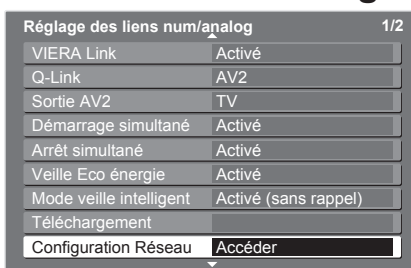 Réglage des liens num/analog 1/2
VIERA Link Activé
Q-Link AV2
Sortie AV2 TV
Démarrage simultané Activé
Arrêt simultané Activé
Veille Eco énergie Activé
Mode veille intelligent Activé (sans rappel)
Téléchargement
Configuration Réseau Accéder